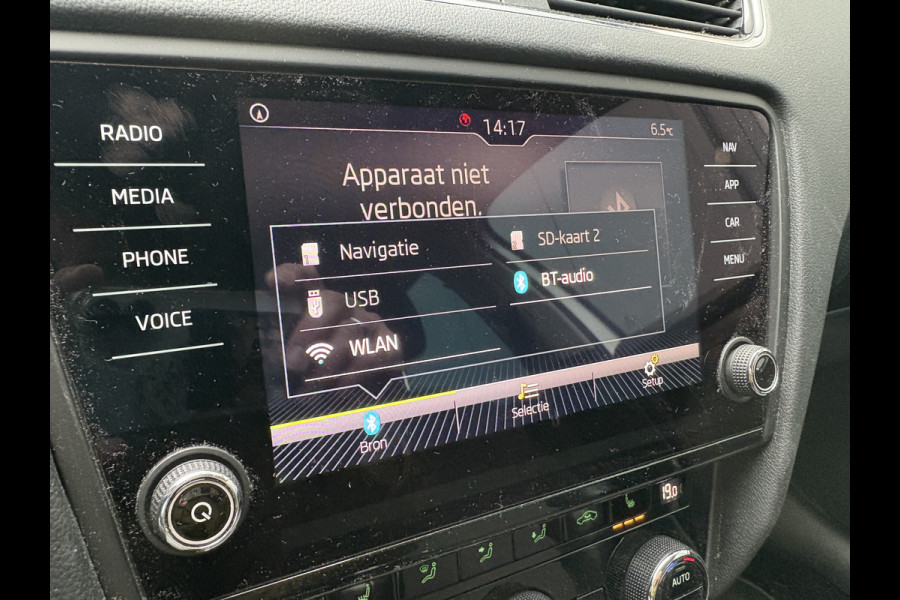 RADIO
MEDIA
PHONE
VOICE
14:17
6.5°C
Apparaat niet
verbonden.
Navigatie
USB
WLAN
SD-kaart 2
BT-audio
Bron
Selectie
Setup
NAV
APP
CAR
MENU
19.0
AUTO